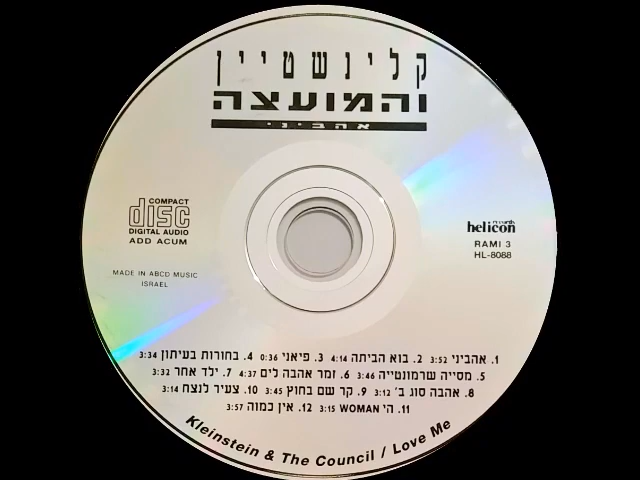 קלינשטיין
והמועצה
אהביני
COMPACT
disc
DIGITAL AUDIO
ADD ACUM
MADE IN ABCD MUSIC
ISRAEL
records
helicon
RAMI 3
HL-8088
1. אהביני 3:52 2. בוא הביתה 4:14 3. פיאני 0:36 4. בחורות בעיתון 3:34
5. מסייה שרמונטייה 3:46 6. זמר אהבה לים 4:37 7. ילד אחר 3:32
8. אהבה סוג ב' 3:12 9. קר שם בחוץ 3:45 10. צעיר לנצח 3:14
11. הי WOMAN 3:15 12. אין כמוה 3:57
Kleinstein & The Council / Love Me